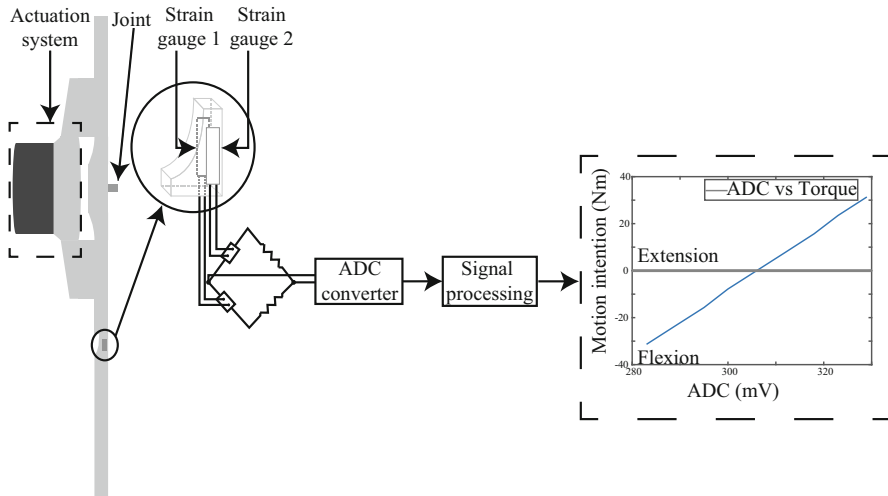 Actuation
system
Joint
Strain
gauge 1
Strain
gauge 2
ADC
converter
Signal
processing
Motion intention (Nm)
40
20
0
-20
-40
ADC vs Torque
Extension
Flexion
280
300
320
ADC (mV)